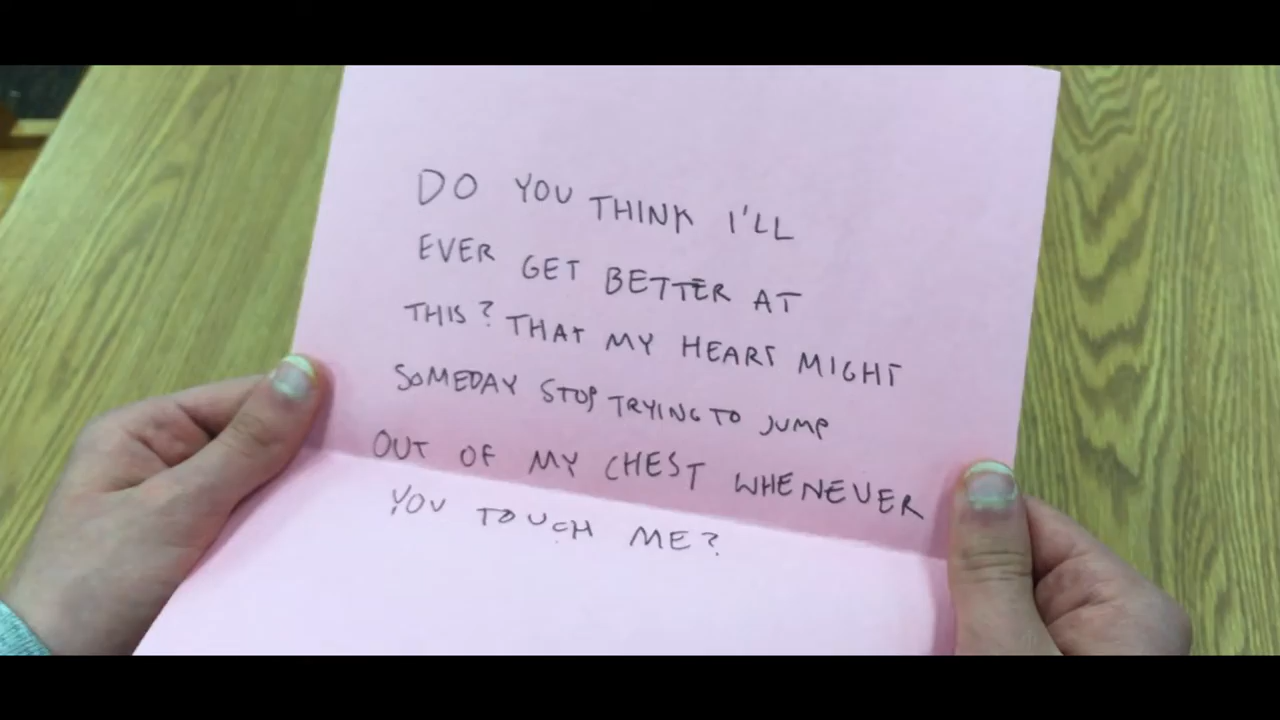 DO YOU THINK I'LL
EVER GET BETTER AT
THIS? THAT MY HEART MIGHT
SOMEDAY STOP TRYING TO JUMP
OUT OF MY CHEST WHENEVER
YOU TOUCH ME?